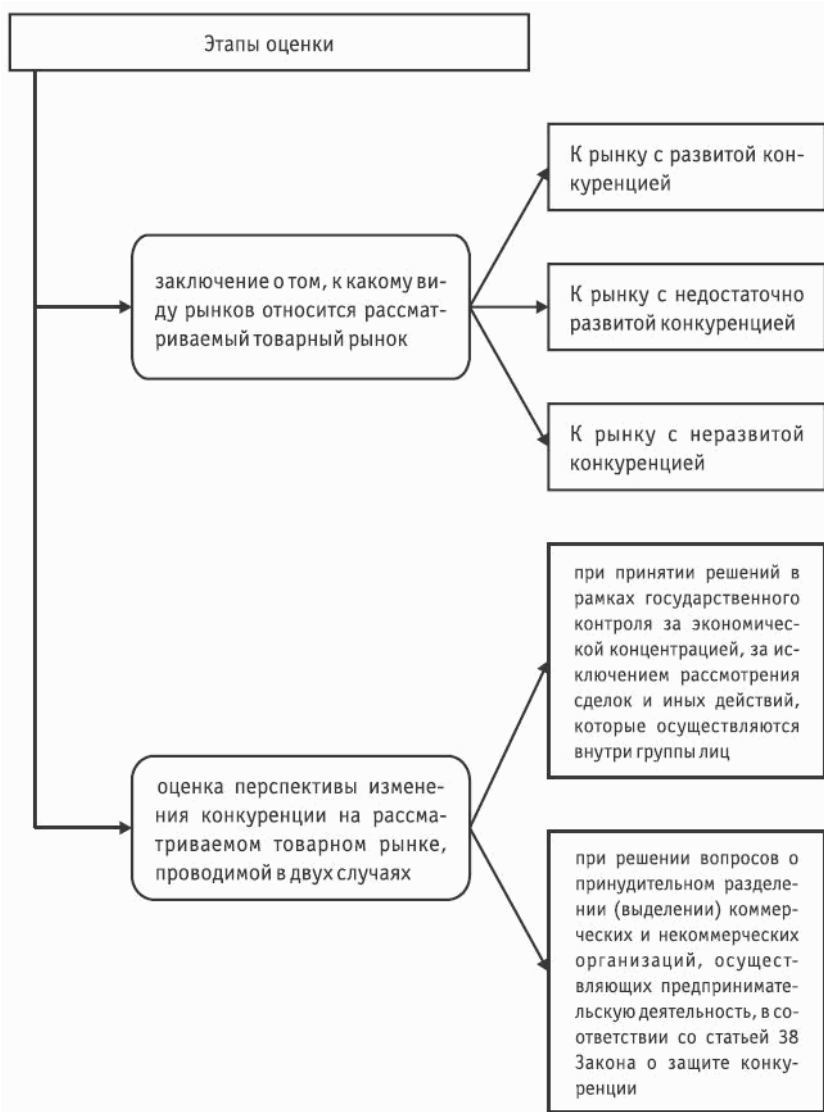 Этапы оценки
К рынку с развитой кон-
куренцией
заключение о том, к какому ви-
ду рынков относится рассмат-
риваемый товарный рынок
К рынку с недостаточно
развитой конкуренцией
К рынку с неразвитой
конкуренцией
при принятии решений в
рамках государственного
контроля за экономичес-
кой концентрацией, за ис-
ключением рассмотрения
сделок и иных действий,
которые осуществляются
внутри группы лиц
оценка перспективы измене-
ния конкуренции на рассма-
триваемом товарном рынке,
проводимой в двух случаях
при решении вопросов о
принудительном разделе-
нии (выделении) коммер-
ческих и некоммерческих
организаций, осущест-
вляющих предпринимате-
льскую деятельность, в со-
ответствии со статьей 38
Закона о защите конку-
ренции